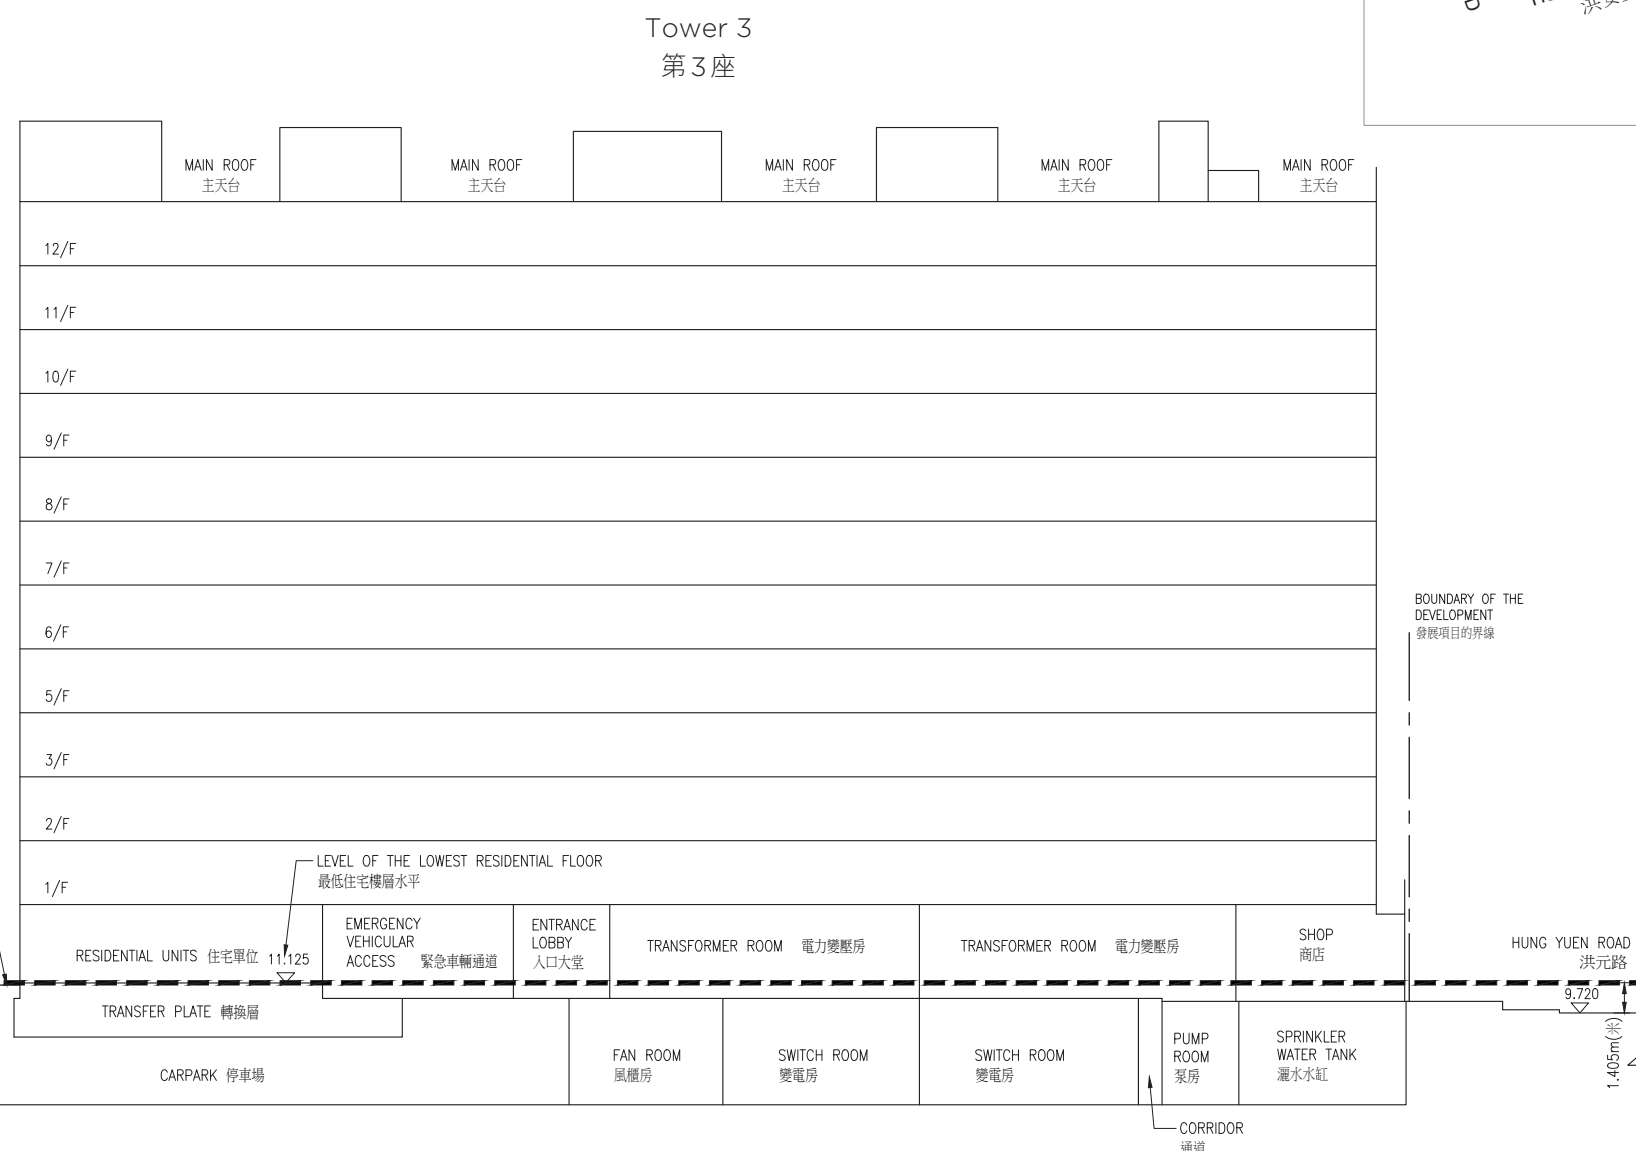 Tower 3
第3座
MAIN ROOF
主天台
MAIN ROOF
主天台
MAIN ROOF
主天台
MAIN ROOF
主天台
MAIN ROOF
主天台
12/F
11/F
10/F
9/F
8/F
7/F
6/F
5/F
3/F
2/F
1/F
BOUNDARY OF THE
DEVELOPMENT
發展項目的界線
LEVEL OF THE LOWEST RESIDENTIAL FLOOR
最低住宅樓層水平
RESIDENTIAL UNITS 住宅單位 11.125
EMERGENCY
VEHICULAR
ACCESS 緊急車輛通道
ENTRANCE
LOBBY
入口大堂
TRANSFORMER ROOM 電力變壓房
TRANSFORMER ROOM 電力變壓房
SHOP
商店
HUNG YUEN ROAD
洪元路
9.720
1.405m(米)
TRANSFER PLATE 轉換層
CARPARK 停車場
FAN ROOM
風櫃房
SWITCH ROOM
變電房
SWITCH ROOM
變電房
PUMP
ROOM
泵房
SPRINKLER
WATER TANK
灑水水缸
CORRIDOR
通道